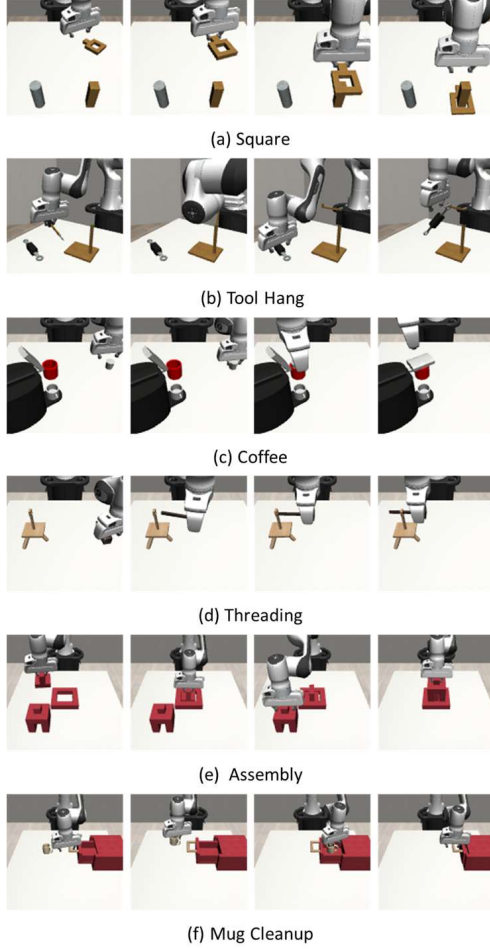 (a) Square
(b) Tool Hang
(c) Coffee
(d) Threading
(e) Assembly
(f) Mug Cleanup